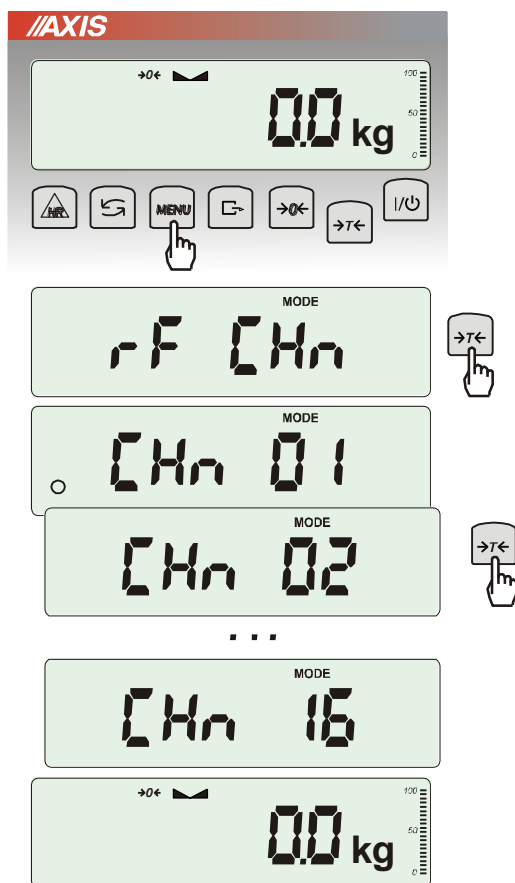 //AXIS
→0←
100
50
0
0.0 kg
HR MENU →0← →T← I/⏻
MODE
rF CHn
→T←
MODE
CHn 01
MODE
CHn 02
→T←
...
MODE
CHn 16
→0←
100
50
0
0.0 kg